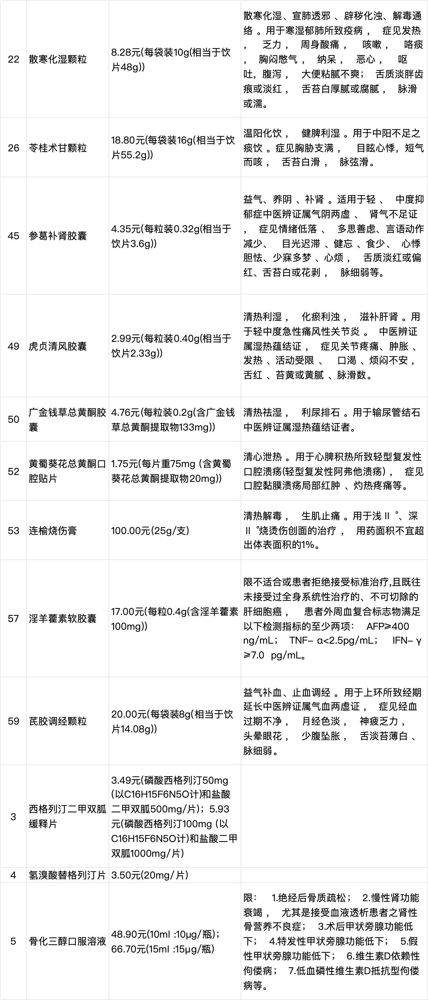 22
散寒化湿颗粒
8.28元(每袋装10g(相当于饮
片48g))
散寒化湿、宣肺透邪 、辟秽化浊、解毒通
络 。用于寒湿郁肺所致疫病 ， 症见发热
， 乏力 ， 周身酸痛 ， 咳嗽 ， 咯痰
， 胸闷憋气 ， 纳呆 ， 恶心 ， 呕
吐，腹泻 ， 大便粘腻不爽； 舌质淡胖齿
痕或淡红 ， 舌苔白厚腻或腐腻 ， 脉滑
或濡。
26
苓桂术甘颗粒
18.80元(每袋装16g(相当于饮
片55.2g))
温阳化饮 ， 健脾利湿 。用于中阳不足之
痰饮 。症见胸胁支满 ， 目眩心悸，短气
而咳 ， 舌苔白滑 ， 脉弦滑。
45
参葛补肾胶囊
4.35元(每粒装0.32g(相当于
饮片3.6g))
益气、养阴 、补肾 。适用于轻 、 中度抑
郁症中医辨证属气阴两虚 、 肾气不足证
， 症见情绪低落 、 多思善虑、言语动作
减少、 目光迟滞 、健忘 、食少、 心悸
胆怯、少寐多梦 、心烦 ， 舌质淡红或偏
红、舌苔白或花剥 ， 脉细弱等。
49
虎贞清风胶囊
2.99元(每粒装0.40g(相当于
饮片2.33g))
清热利湿 ， 化瘀利浊 ， 滋补肝肾 。用
于轻中度急性痛风性关节炎 。 中医辨证
属湿热蕴结证 ， 症见关节疼痛、肿胀 、
发热 、活动受限 、 口渴 、烦闷不安 ，
舌红 、苔黄或黄腻 、脉滑数。
50
广金钱草总黄酮胶
囊
4.76元(每粒装0.2g(含广金钱
草总黄酮提取物133mg))
清热祛湿 ， 利尿排石 。用于输尿管结石
中医辨证属湿热蕴结证者。
52
黄蜀葵花总黄酮口
腔贴片
1.75元(每片重75mg (含黄蜀
葵花总黄酮提取物20mg))
清心泄热 。用于心脾积热所致轻型复发性
口腔溃疡(轻型复发性阿弗他溃疡) ， 症见
口腔黏膜溃疡局部红肿 、灼热疼痛等。
53
连榆烧伤膏
100.00元(25g/支)
清热解毒 ， 生肌止痛 。用于浅Ⅱ °、深
Ⅱ °烧烫伤创面的治疗 ， 用药面积不宜超
出体表面积的1%。
57
淫羊藿素软胶囊
17.00元(每粒0.4g(含淫羊藿素
100mg))
限不适合或患者拒绝接受标准治疗,且既往
未接受过全身系统性治疗的、不可切除的
肝细胞癌 ， 患者外周血复合标志物满足
以下检测指标的至少两项： AFP≥400
ng/mL； TNF- α<2.5pg/mL； IFN- γ
≥7.0 pg/mL。
59
芪胶调经颗粒
20.00元(每袋装8g(相当于饮
片14.08g))
益气补血、止血调经 。用于上环所致经期
延长中医辨证属气血两虚证 ， 症见经血
过期不净 ， 月经色淡 ， 神疲乏力 ，
头晕眼花 ， 少腹坠胀 ， 舌淡苔薄白 、
脉细弱。
3
西格列汀二甲双胍
缓释片
3.49元(磷酸西格列汀50mg
(以C16H15F6N5O计)和盐酸
二甲双胍500mg/片)；5.93
元(磷酸西格列汀100mg (以
C16H15F6N5O计)和盐酸二甲
双胍1000mg/片)
4
氢溴酸替格列汀片
3.50元(20mg/片)
5
骨化三醇口服溶液
48.90元(10ml :10μg/瓶)；
66.70元(15ml :15μg/瓶)
限： 1.绝经后骨质疏松； 2.慢性肾功能
衰竭 ， 尤其是接受血液透析患者之肾性
骨营养不良症； 3.术后甲状旁腺功能低
下； 4.特发性甲状旁腺功能低下； 5.假
性甲状旁腺功能低下； 6.维生素D依赖性
佝偻病； 7.低血磷性维生素D抵抗型佝偻
病等。